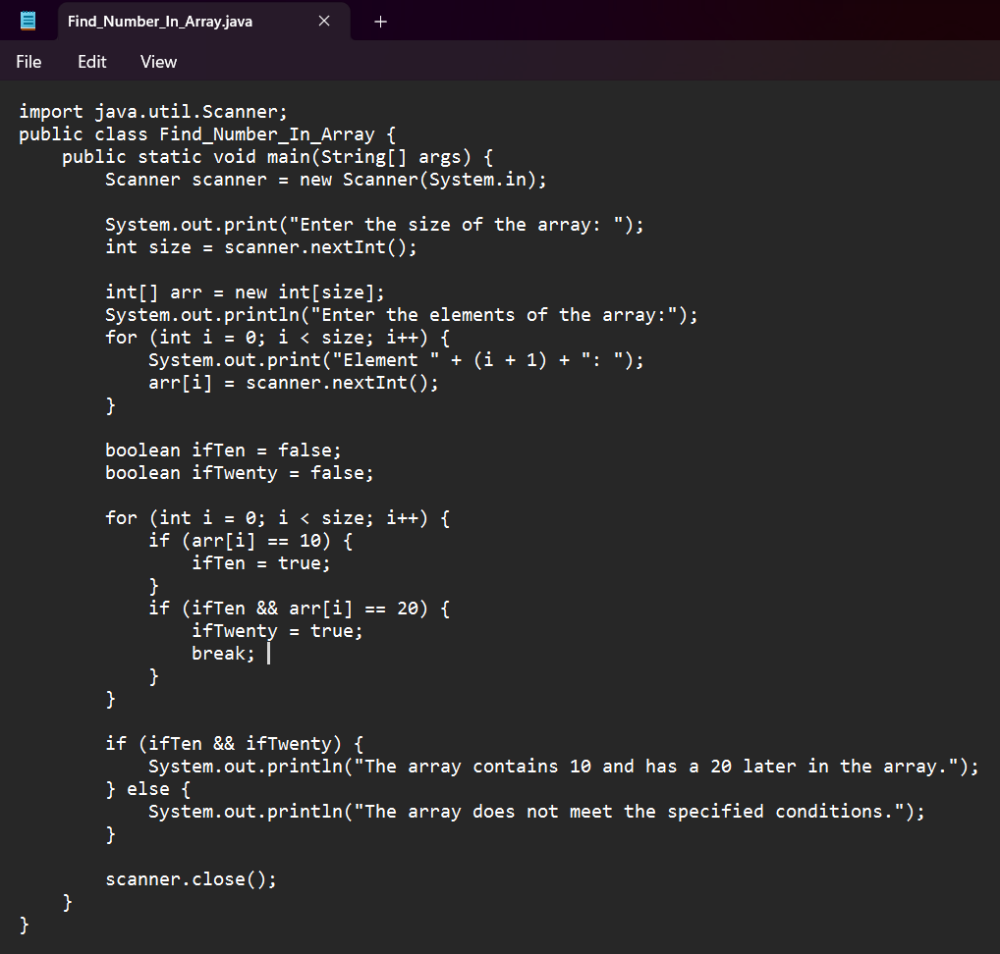 Find_Number_In_Array.java
File Edit View
import java.util.Scanner;
public class Find_Number_In_Array {
    public static void main(String[] args) {
        Scanner scanner = new Scanner(System.in);

        System.out.print("Enter the size of the array: ");
        int size = scanner.nextInt();

        int[] arr = new int[size];
        System.out.println("Enter the elements of the array:");
        for (int i = 0; i < size; i++) {
            System.out.print("Element " + (i + 1) + ": ");
            arr[i] = scanner.nextInt();
        }

        boolean ifTen = false;
        boolean ifTwenty = false;

        for (int i = 0; i < size; i++) {
            if (arr[i] == 10) {
                ifTen = true;
            }
            if (ifTen && arr[i] == 20) {
                ifTwenty = true;
                break;
            }
        }

        if (ifTen && ifTwenty) {
            System.out.println("The array contains 10 and has a 20 later in the array.");
        } else {
            System.out.println("The array does not meet the specified conditions.");
        }

        scanner.close();
    }
}